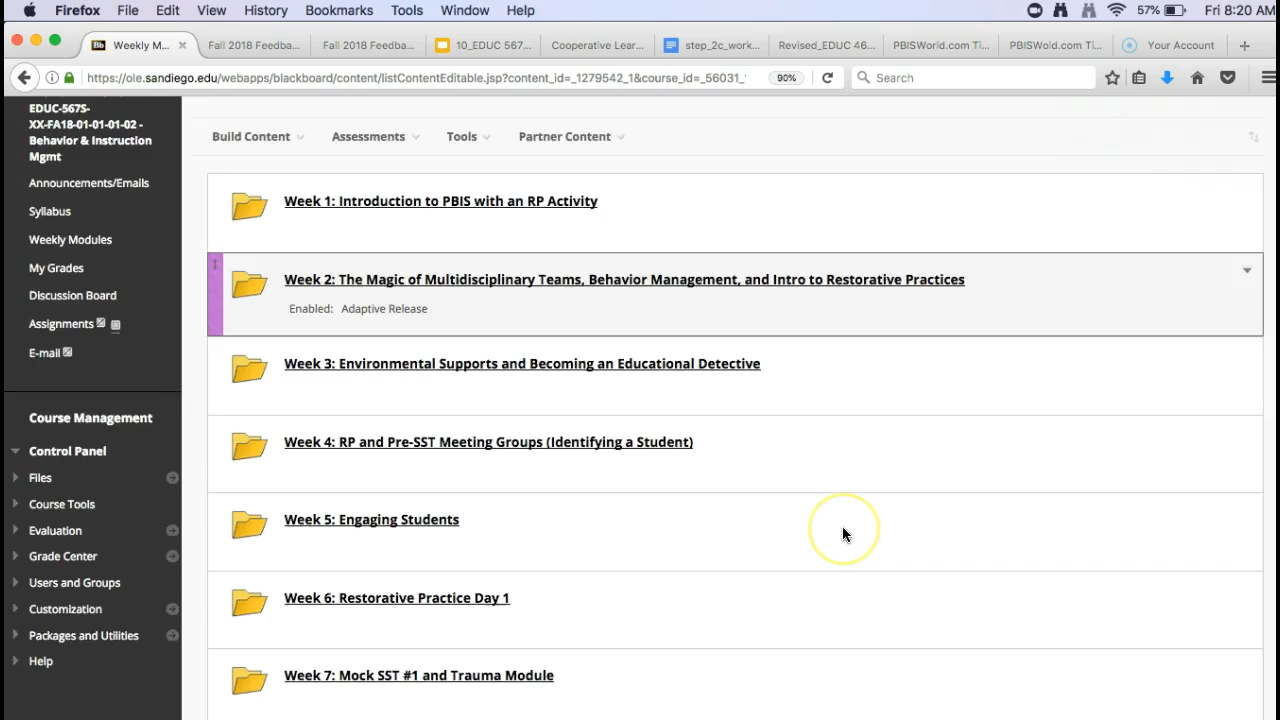 Firefox File Edit View History Bookmarks Tools Window Help 57% Fri 8:20 AM
Bb Weekly M... Fall 2018 Feedba... Fall 2018 Feedba... 10_EDUC 567... Cooperative Lear... step_2c_work... Revised_EDUC 46... PBISWorld.com Ti... PBISWold.com Ti... Your Account
https://ole.sandiego.edu/webapps/blackboard/content/listContentEditable.jsp?content_id=_1279542_1&course_id=_56031_ 90% Search
EDUC-567S-
XX-FA18-01-01-01-02 -
Behavior & Instruction
Mgmt
Announcements/Emails
Syllabus
Weekly Modules
My Grades
Discussion Board
Assignments
E-mail
Course Management
Control Panel
Files
Course Tools
Evaluation
Grade Center
Users and Groups
Customization
Packages and Utilities
Help
Build Content Assessments Tools Partner Content
Week 1: Introduction to PBIS with an RP Activity
Week 2: The Magic of Multidisciplinary Teams, Behavior Management, and Intro to Restorative Practices
Enabled: Adaptive Release
Week 3: Environmental Supports and Becoming an Educational Detective
Week 4: RP and Pre-SST Meeting Groups (Identifying a Student)
Week 5: Engaging Students
Week 6: Restorative Practice Day 1
Week 7: Mock SST #1 and Trauma Module